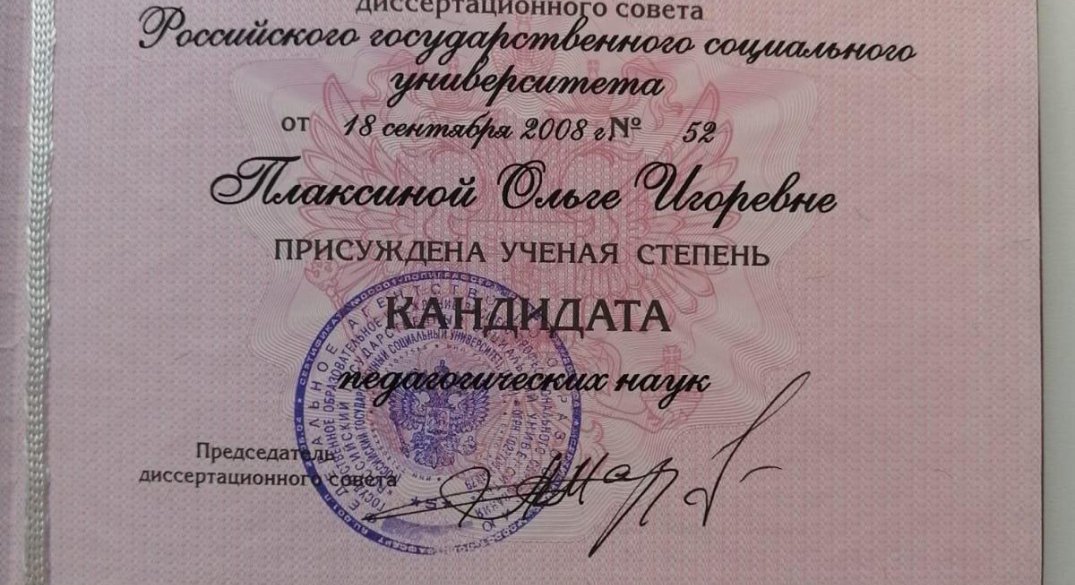 диссертационного совета
Российского государственного социального
университета
от 18 сентября 2008 г № 52
Плаксиной Ольге Игоревне
ПРИСУЖДЕНА УЧЕНАЯ СТЕПЕНЬ
КАНДИДАТА
педагогических наук
Председатель
диссертационного совета